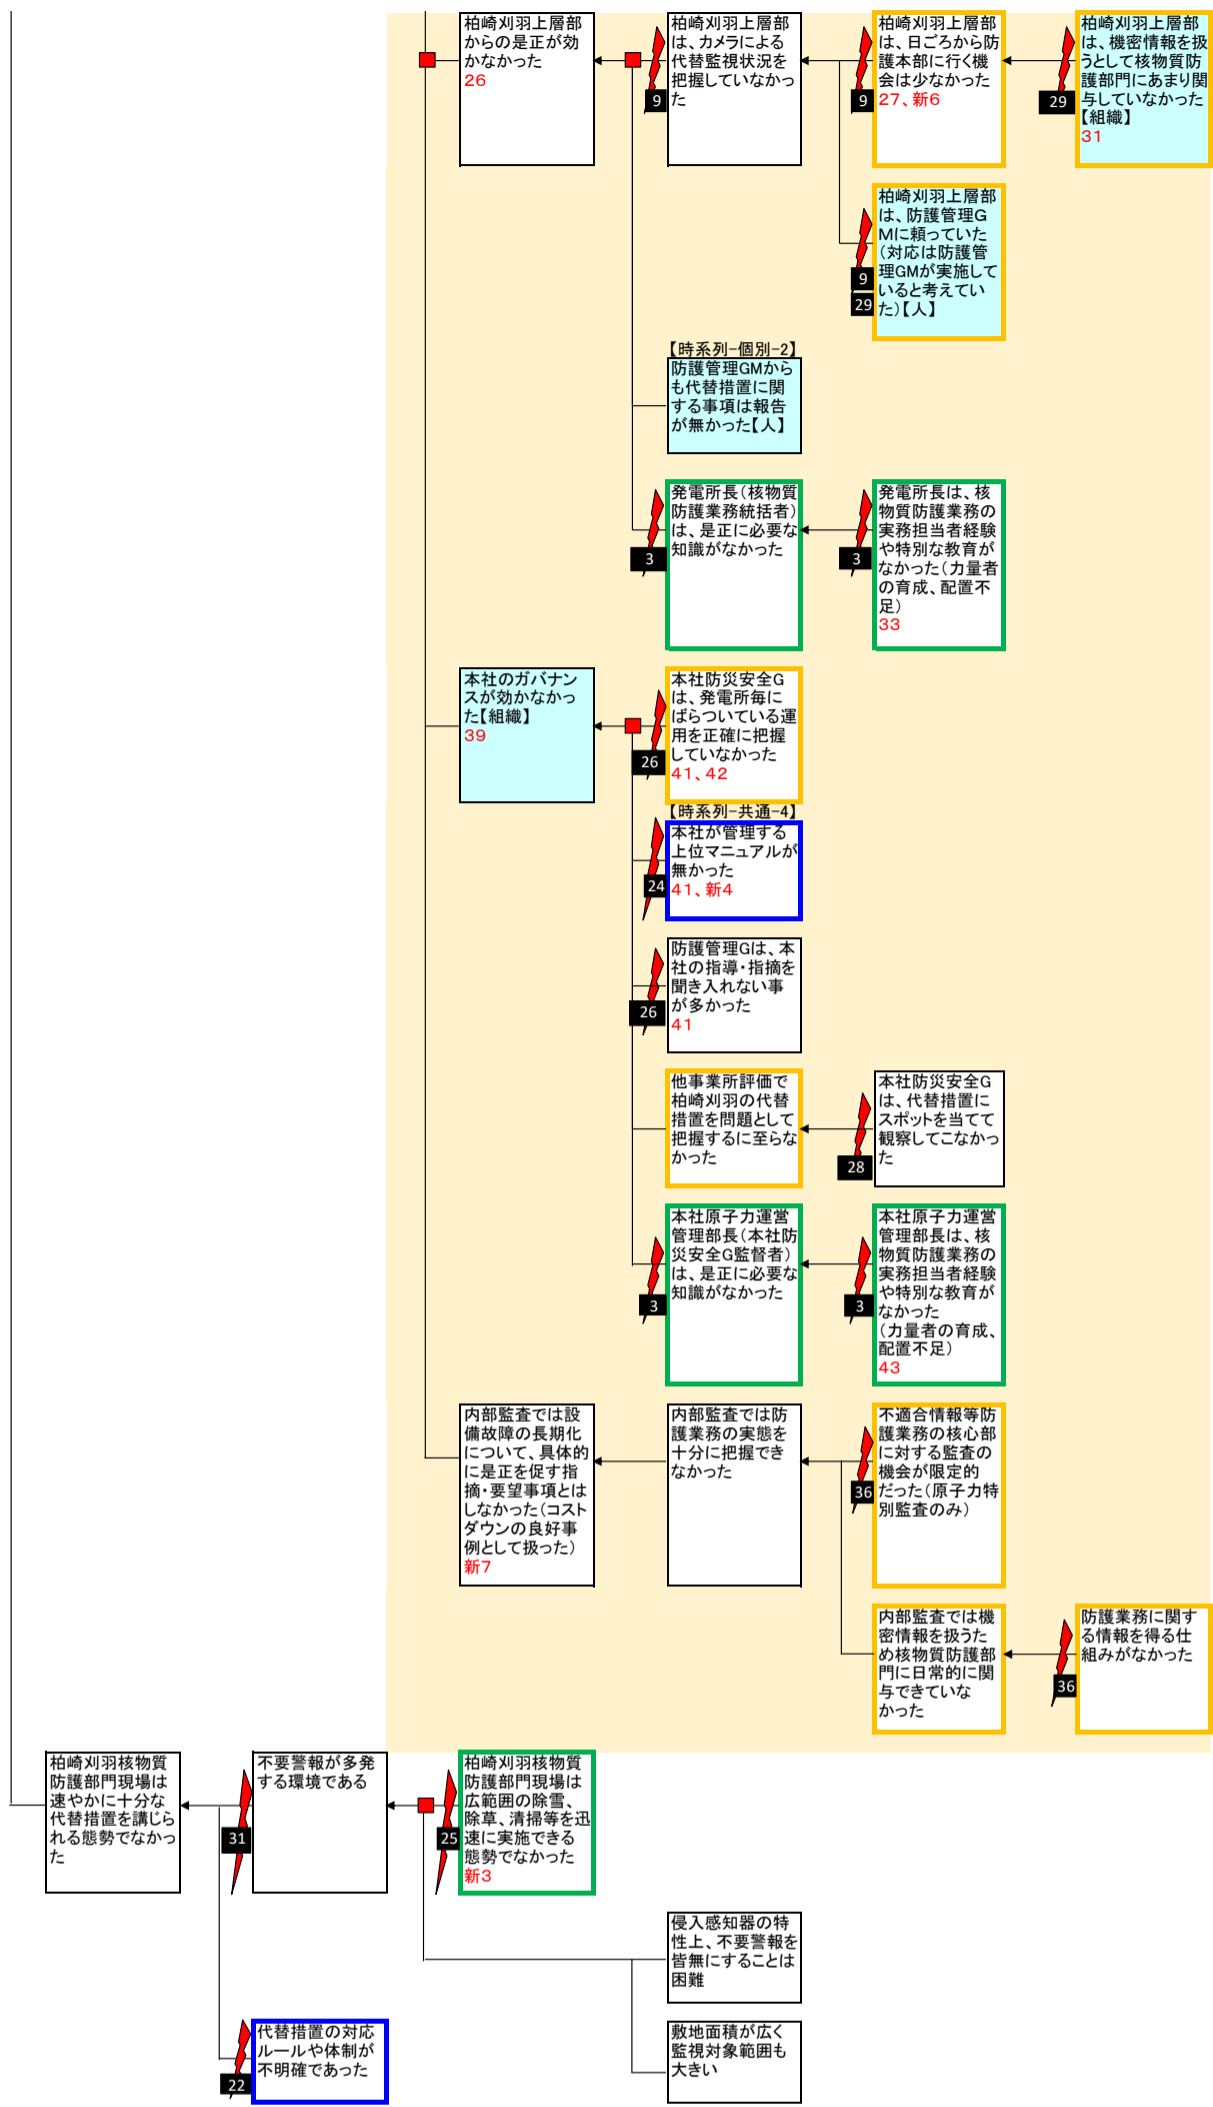 柏崎刈羽上層部
からの是正が効
かなかった
26
柏崎刈羽上層部
は、カメラによる
代替監視状況を
把握していなかっ
た
9
柏崎刈羽上層部
は、日ごろから防
護本部に行く機
会は少なかった
27、新6
9
柏崎刈羽上層部
は、機密情報を扱
うとして核物質防
護部門にあまり関
与していなかった
【組織】
31
29
柏崎刈羽上層部
は、防護管理G
Mに頼っていた
(対応は防護管
理GMが実施して
いると考えてい
た)【人】
9
29
【時系列-個別-2】
防護管理GMから
も代替措置に関
する事項は報告
が無かった【人】
発電所長(核物質
防護業務統括者)
は、是正に必要な
知識がなかった
3
発電所長は、核
物質防護業務の
実務担当者経験
や特別な教育が
なかった(力量者
の育成、配置不
足)
33
3
本社のガバナン
スが効かなかっ
た【組織】
39
本社防災安全G
は、発電所毎に
ばらついている運
用を正確に把握
していなかった
41、42
26
【時系列-共通-4】
本社が管理する
上位マニュアルが
無かった
41、新4
24
防護管理Gは、本
社の指導・指摘を
聞き入れない事
が多かった
41
26
他事業所評価で
柏崎刈羽の代替
措置を問題として
把握するに至らな
かった
本社防災安全G
は、代替措置に
スポットを当てて
観察してこなかっ
た
28
本社原子力運営
管理部長(本社防
災安全G監督者)
は、是正に必要な
知識がなかった
3
本社原子力運営
管理部長は、核
物質防護業務の
実務担当者経験
や特別な教育が
なかった
(力量者の育成、
配置不足)
43
3
内部監査では設
備故障の長期化
について、具体的
に是正を促す指
摘・要望事項とは
しなかった(コスト
ダウンの良好事
例として扱った)
新7
内部監査では防
護業務の実態を
十分に把握でき
なかった
不適合情報等防
護業務の核心部
に対する監査の
機会が限定的
だった(原子力特
別監査のみ)
36
内部監査では機
密情報を扱うた
め核物質防護部
門に日常的に関
与できていな
かった
防護業務に関す
る情報を得る仕
組みがなかった
36
柏崎刈羽核物質
防護部門現場は
速やかに十分な
代替措置を講じら
れる態勢でなかっ
た
不要警報が多発
する環境である
31
柏崎刈羽核物質
防護部門現場は
広範囲の除雪、
除草、清掃等を迅
速に実施できる
態勢でなかった
新3
25
侵入感知器の特
性上、不要警報を
皆無にすることは
困難
代替措置の対応
ルールや体制が
不明確であった
22
敷地面積が広く
監視対象範囲も
大きい